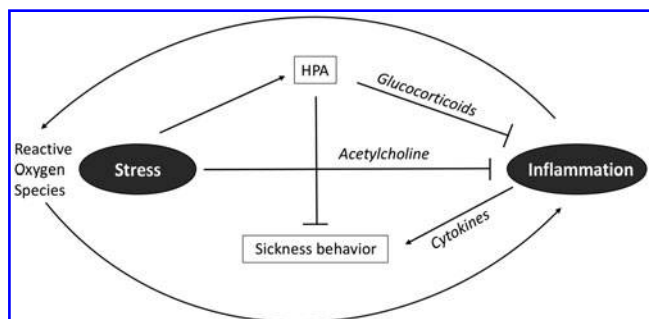 HPA
Glucocorticoids
Acetylcholine
Reactive
Oxygen
Species
Stress
Inflammation
Cytokines
Sickness behavior